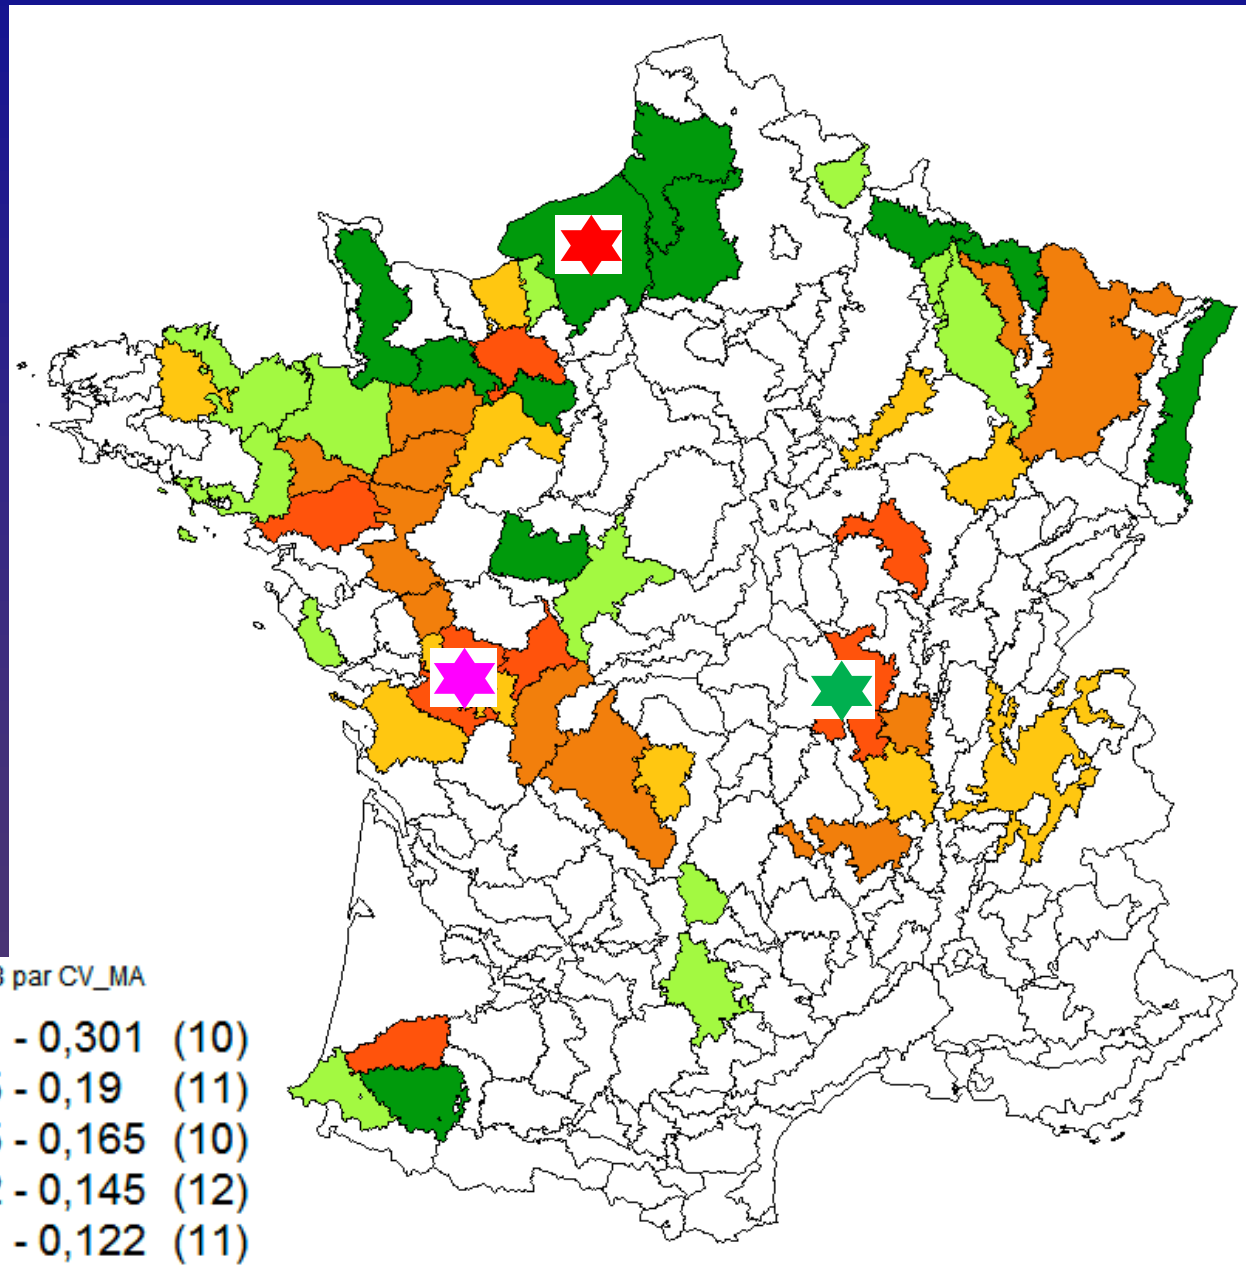 par CV_MA
- 0,301 (10)
- 0,19 (11)
- 0,165 (10)
- 0,145 (12)
- 0,122 (11)